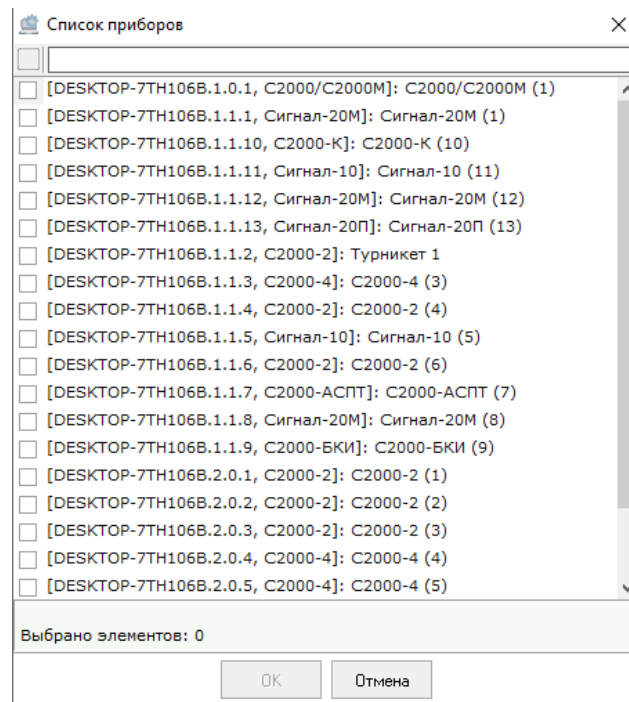 Список приборов
[DESKTOP-7TH106B.1.0.1, С2000/С2000М]: С2000/С2000М (1)
[DESKTOP-7TH106B.1.1.1, Сигнал-20М]: Сигнал-20М (1)
[DESKTOP-7TH106B.1.1.10, С2000-К]: С2000-К (10)
[DESKTOP-7TH106B.1.1.11, Сигнал-10]: Сигнал-10 (11)
[DESKTOP-7TH106B.1.1.12, Сигнал-20М]: Сигнал-20М (12)
[DESKTOP-7TH106B.1.1.13, Сигнал-20П]: Сигнал-20П (13)
[DESKTOP-7TH106B.1.1.2, С2000-2]: Турникет 1
[DESKTOP-7TH106B.1.1.3, С2000-4]: С2000-4 (3)
[DESKTOP-7TH106B.1.1.4, С2000-2]: С2000-2 (4)
[DESKTOP-7TH106B.1.1.5, Сигнал-10]: Сигнал-10 (5)
[DESKTOP-7TH106B.1.1.6, С2000-2]: С2000-2 (6)
[DESKTOP-7TH106B.1.1.7, С2000-АСПТ]: С2000-АСПТ (7)
[DESKTOP-7TH106B.1.1.8, Сигнал-20М]: Сигнал-20М (8)
[DESKTOP-7TH106B.1.1.9, С2000-БКИ]: С2000-БКИ (9)
[DESKTOP-7TH106B.2.0.1, С2000-2]: С2000-2 (1)
[DESKTOP-7TH106B.2.0.2, С2000-2]: С2000-2 (2)
[DESKTOP-7TH106B.2.0.3, С2000-2]: С2000-2 (3)
[DESKTOP-7TH106B.2.0.4, С2000-4]: С2000-4 (4)
[DESKTOP-7TH106B.2.0.5, С2000-4]: С2000-4 (5)
Выбрано элементов: 0
OK Отмена